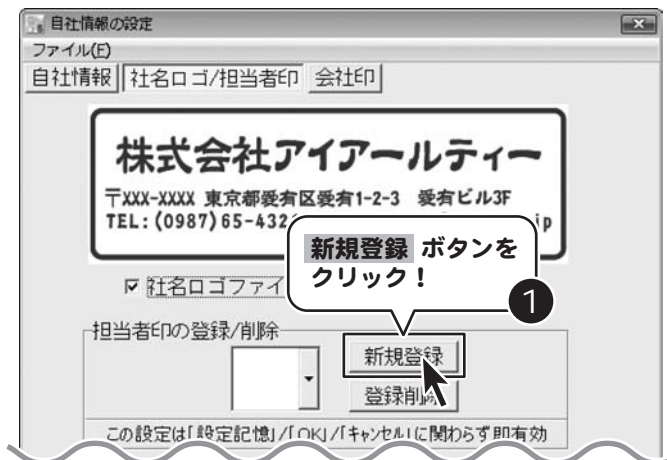 自社情報の設定
ファイル(E)
自社情報 社名ロゴ/担当者印 会社印
株式会社アイアールティー
〒XXX-XXXX 東京都愛有区愛有1-2-3 愛有ビル3F
TEL:(0987)65-432 ip
新規登録 ボタンを
クリック!
1
社名ロゴファイ
担当者印の登録/削除
新規登録
登録削
この設定は「設定記憶」/「OK」/「キャンセル」に関わらず即有効